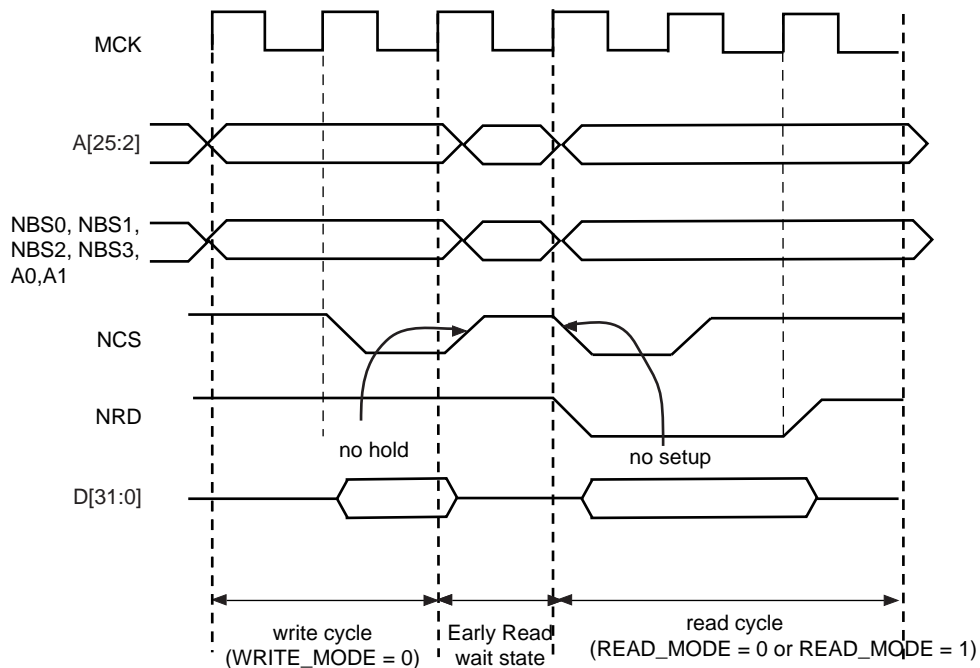 MCK
A[25:2]
NBS0, NBS1,
NBS2, NBS3,
A0,A1
NCS
NRD
no hold
no setup
D[31:0]
write cycle
(WRITE_MODE = 0)
Early Read
wait state
read cycle
(READ_MODE = 0 or READ_MODE = 1)